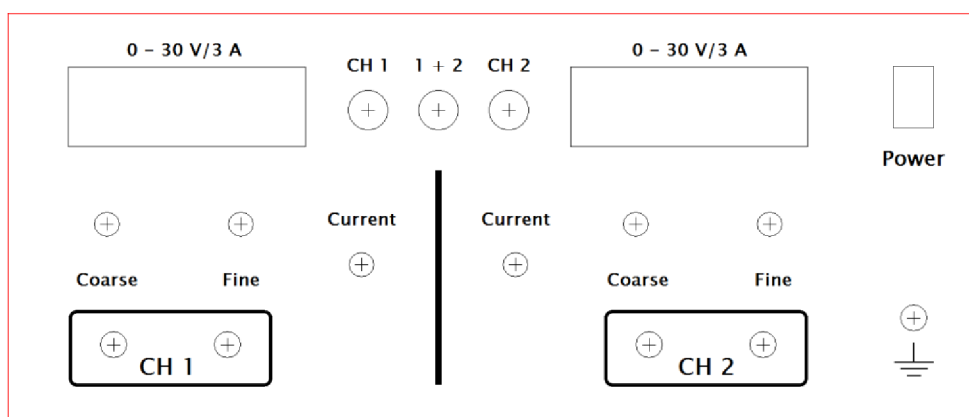 0 – 30 V/3 A
CH 1 1 + 2 CH 2
0 – 30 V/3 A
Power
Current
Current
Coarse Fine
Coarse Fine
CH 1
CH 2